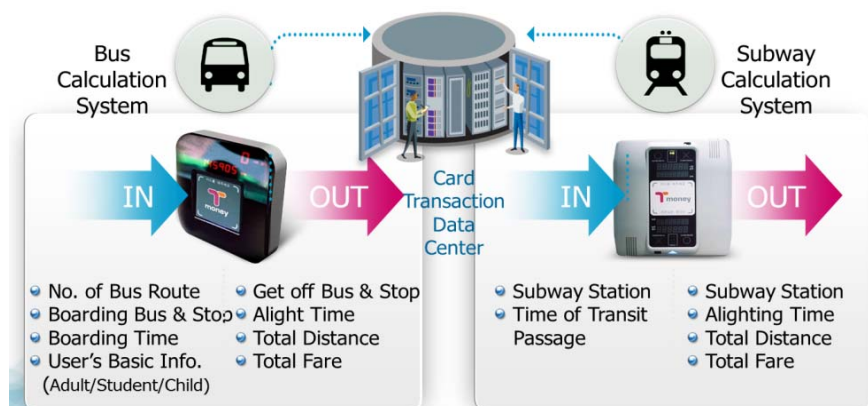 Bus
Calculation
System
Subway
Calculation
System
IN
OUT
Card
Transaction
Data
Center
IN
OUT
T
money
T
money
No. of Bus Route
Boarding Bus & Stop
Boarding Time
User's Basic Info.
(Adult/Student/Child)
Get off Bus & Stop
Alight Time
Total Distance
Total Fare
Subway Station
Time of Transit
Passage
Subway Station
Alighting Time
Total Distance
Total Fare